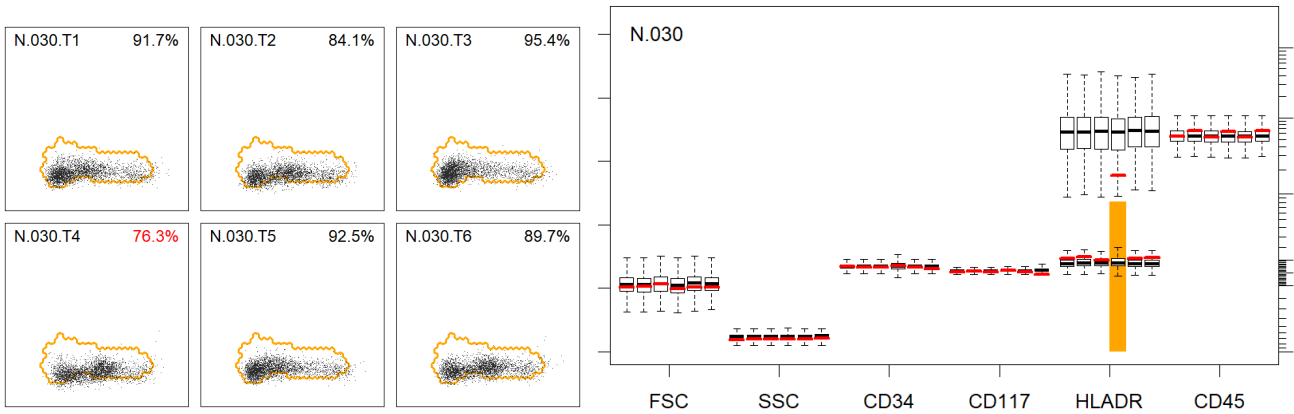 N.030.T1 91.7%
N.030.T2 84.1%
N.030.T3 95.4%
N.030.T4 76.3%
N.030.T5 92.5%
N.030.T6 89.7%
N.030
FSC SSC CD34 CD117 HLADR CD45